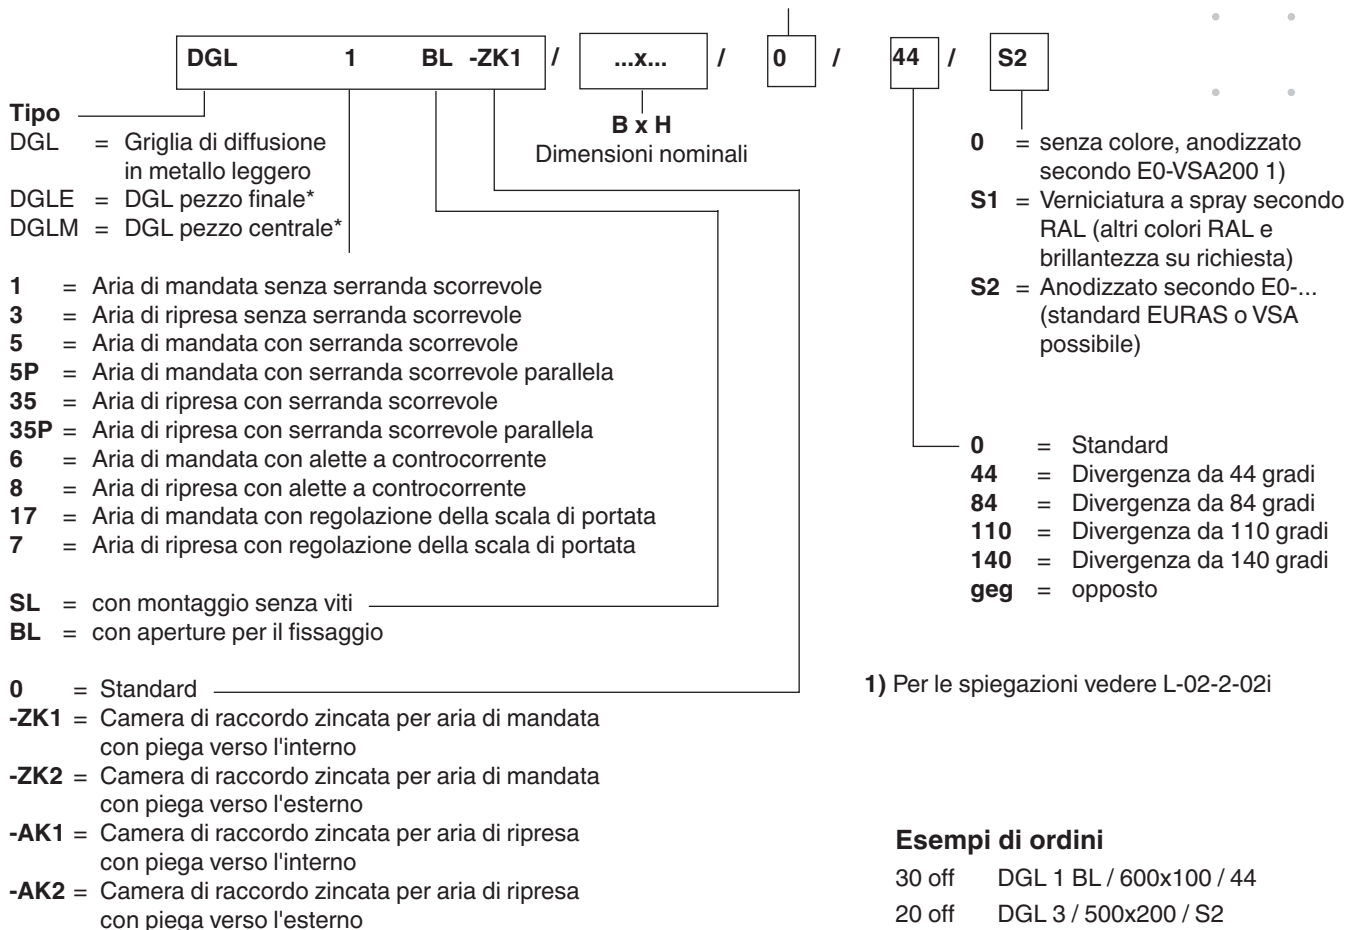 DGL 1 BL -ZK1 / ...x... / 0 / 44 / S2
Tipo
DGL = Griglia di diffusione
in metallo leggero
DGLE = DGL pezzo finale*
DGLM = DGL pezzo centrale*
B x H
Dimensioni nominali
1 = Aria di mandata senza serranda scorrevole
3 = Aria di ripresa senza serranda scorrevole
5 = Aria di mandata con serranda scorrevole
5P = Aria di mandata con serranda scorrevole parallela
35 = Aria di ripresa con serranda scorrevole
35P = Aria di ripresa con serranda scorrevole parallela
6 = Aria di mandata con alette a controcorrente
8 = Aria di ripresa con alette a controcorrente
17 = Aria di mandata con regolazione della scala di portata
7 = Aria di ripresa con regolazione della scala di portata
SL = con montaggio senza viti
BL = con aperture per il fissaggio
0 = Standard
-ZK1 = Camera di raccordo zincata per aria di mandata
con piega verso l'interno
-ZK2 = Camera di raccordo zincata per aria di mandata
con piega verso l'esterno
-AK1 = Camera di raccordo zincata per aria di ripresa
con piega verso l'interno
-AK2 = Camera di raccordo zincata per aria di ripresa
con piega verso l'esterno
0 = senza colore, anodizzato
secondo E0-VSA200 1)
S1 = Verniciatura a spray secondo
RAL (altri colori RAL e
brillantezza su richiesta)
S2 = Anodizzato secondo E0-...
(standard EURAS o VSA
possibile)
0 = Standard
44 = Divergenza da 44 gradi
84 = Divergenza da 84 gradi
110 = Divergenza da 110 gradi
140 = Divergenza da 140 gradi
geg = opposto
1) Per le spiegazioni vedere L-02-2-02i
Esempi di ordini
30 off DGL 1 BL / 600x100 / 44
20 off DGL 3 / 500x200 / S2